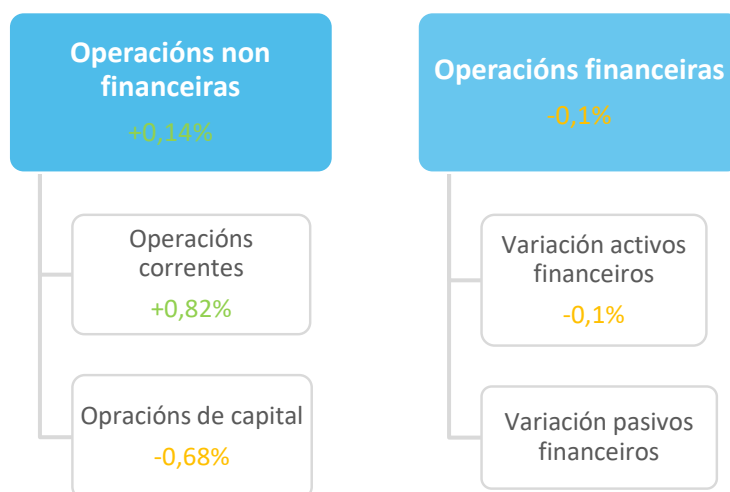 Operacións non
financeiras
+0,14%
Operacións
correntes
+0,82%
Opracións de capital
-0,68%
Operacións financeiras
-0,1%
Variación activos
financeiros
-0,1%
Variación pasivos
financeiros